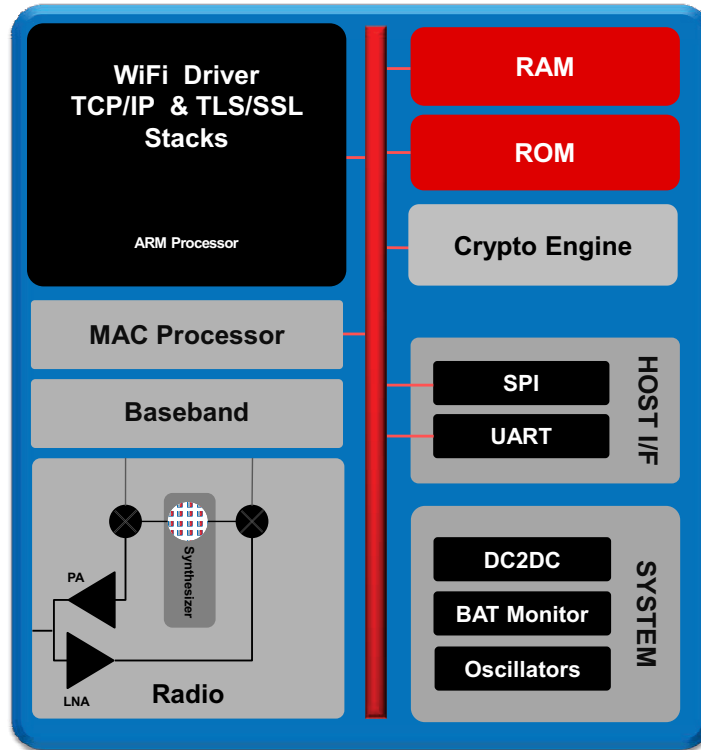 WiFi Driver
TCP/IP & TLS/SSL
Stacks
ARM Processor
MAC Processor
Baseband
Synthesizer
PA
LNA
Radio
RAM
ROM
Crypto Engine
SPI
UART
HOST I/F
DC2DC
BAT Monitor
Oscillators
SYSTEM